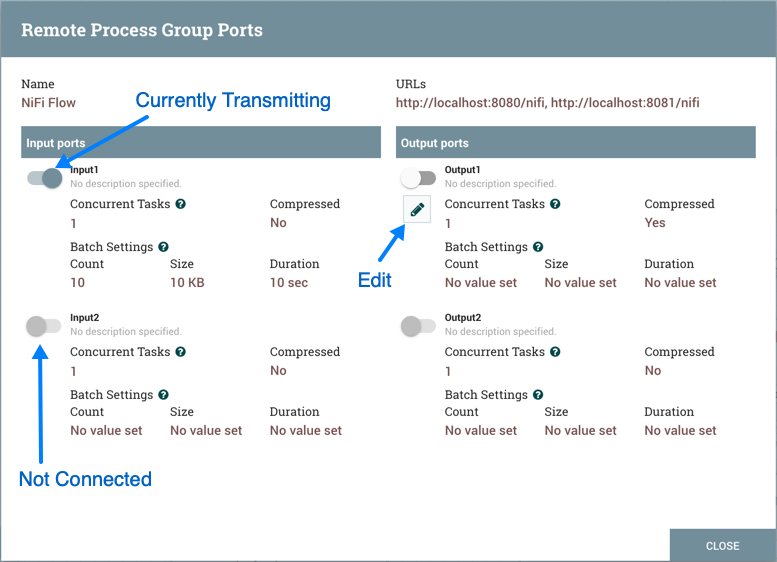 Remote Process Group Ports
Name
NiFi Flow
Currently Transmitting
URLs
http://localhost:8080/nifi, http://localhost:8081/nifi
Input ports
Input1
No description specified.
Concurrent Tasks ?
Compressed
1
No
Batch Settings ?
Count Size Duration
10 10 KB 10 sec
Input2
No description specified.
Concurrent Tasks ?
Compressed
1
No
Batch Settings ?
Count Size Duration
No value set No value set No value set
Not Connected
Output ports
Output1
No description specified.
Concurrent Tasks ?
Compressed
1
Yes
Edit
Batch Settings ?
Count Size Duration
No value set No value set No value set
Output2
No description specified.
Concurrent Tasks ?
Compressed
1
No
Batch Settings ?
Count Size Duration
No value set No value set No value set
CLOSE